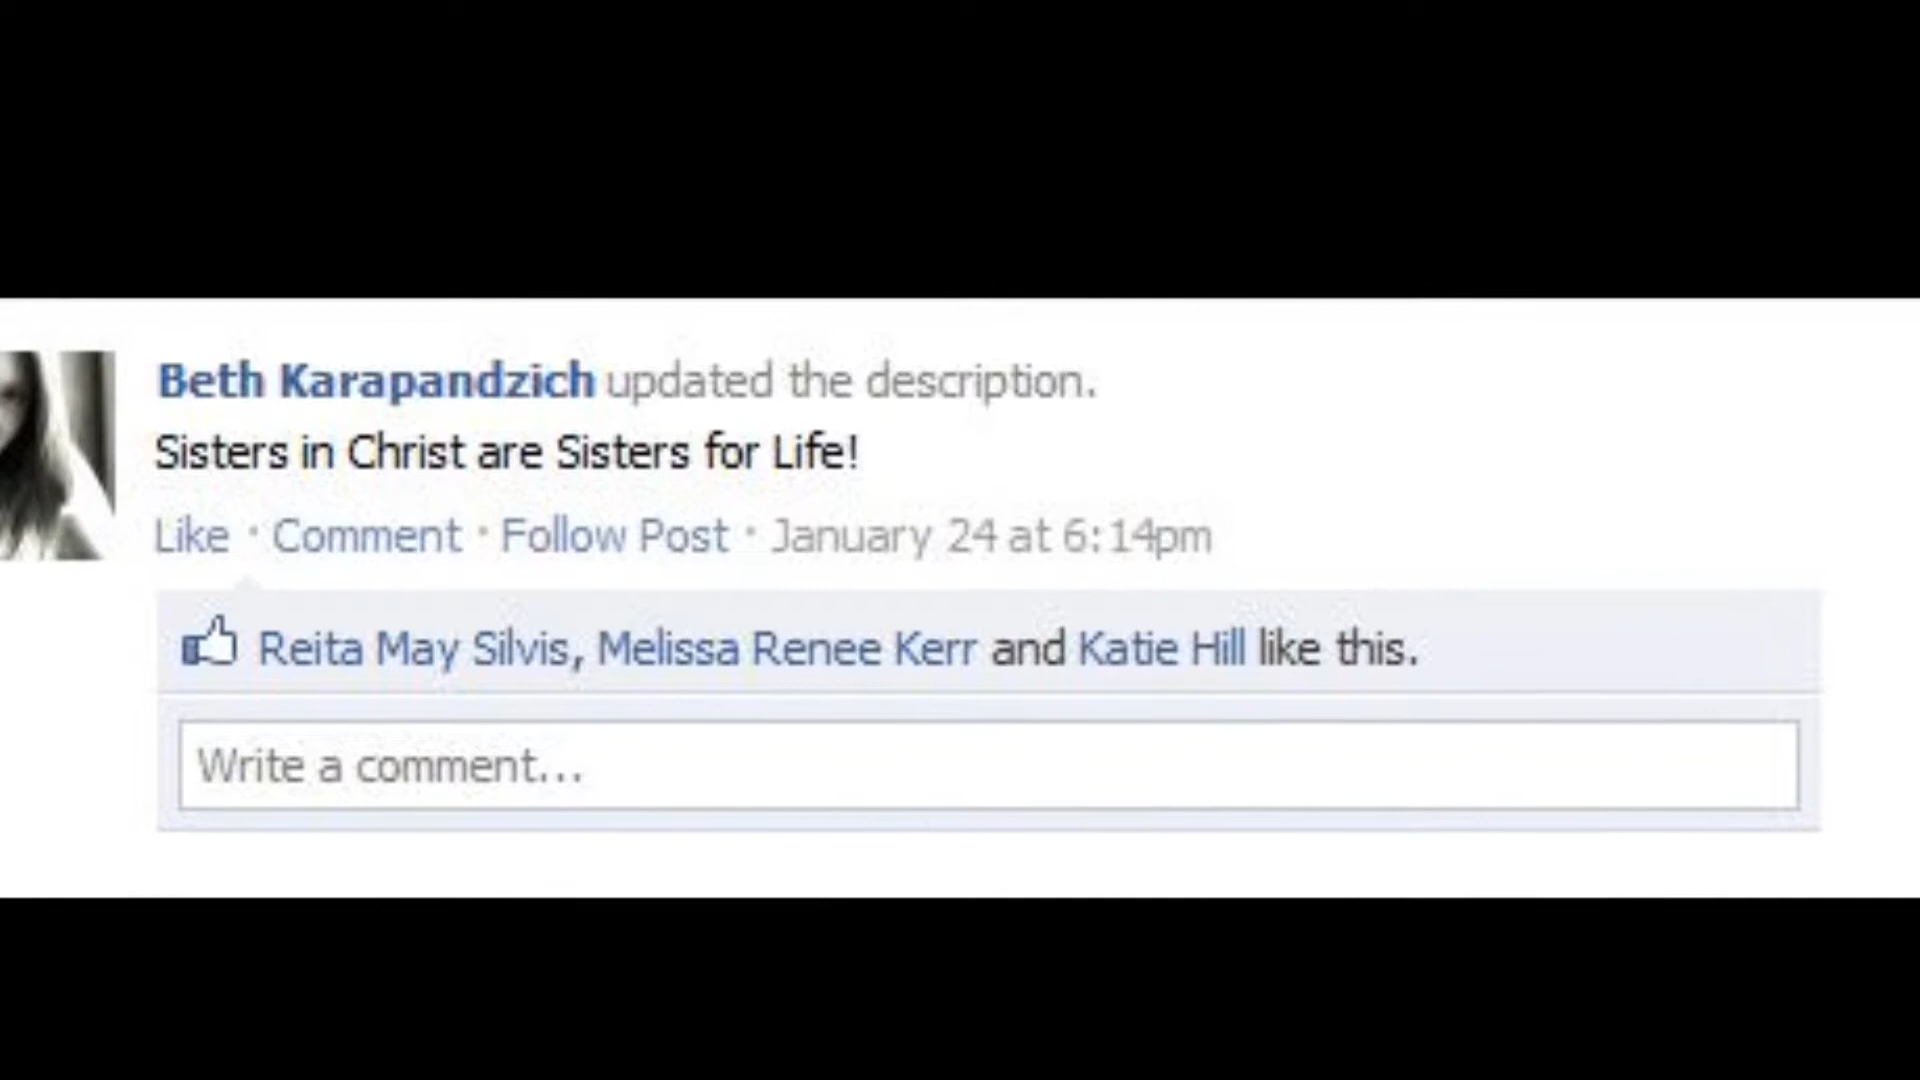 Beth Karapandzich updated the description.
Sisters in Christ are Sisters for Life!
Like · Comment · Follow Post · January 24 at 6:14pm
Reita May Silvis, Melissa Renee Kerr and Katie Hill like this.
Write a comment...